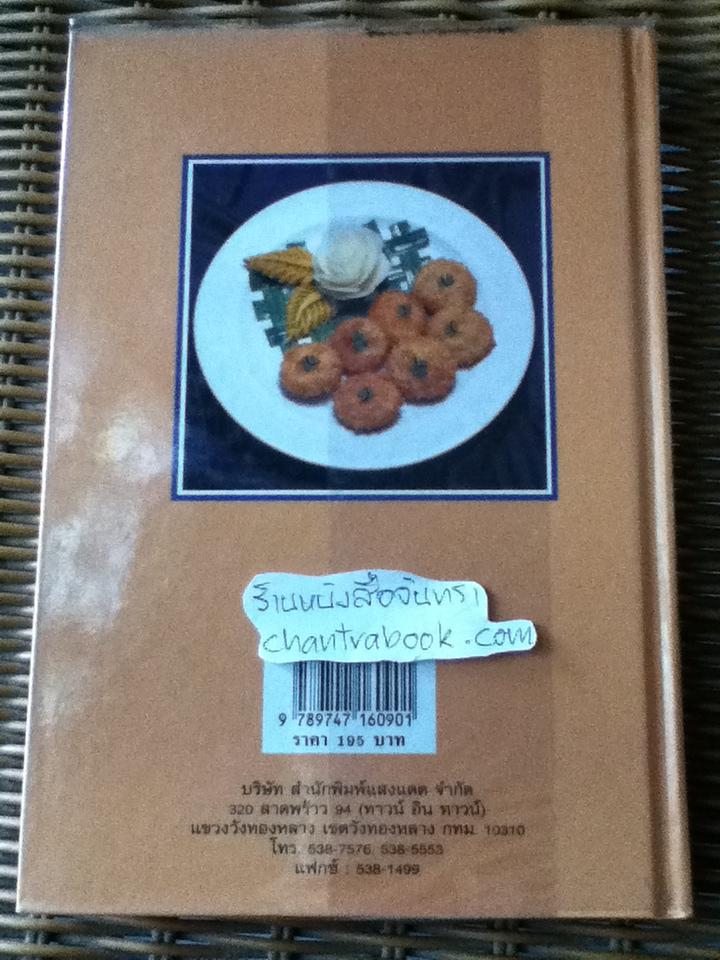 ร้านหนังสือจันทรา
chantrabook.com
9 789747 160901
ราคา 195 บาท
บริษัท สำนักพิมพ์แสงแดด จำกัด
320 ลาดพร้าว 94 (ทาวน์ อิน ทาวน์)
แขวงวังทองหลาง เขตวังทองหลาง กทม. 10310
โทร. 538-7576, 538-5553
แฟกซ์ : 538-1499